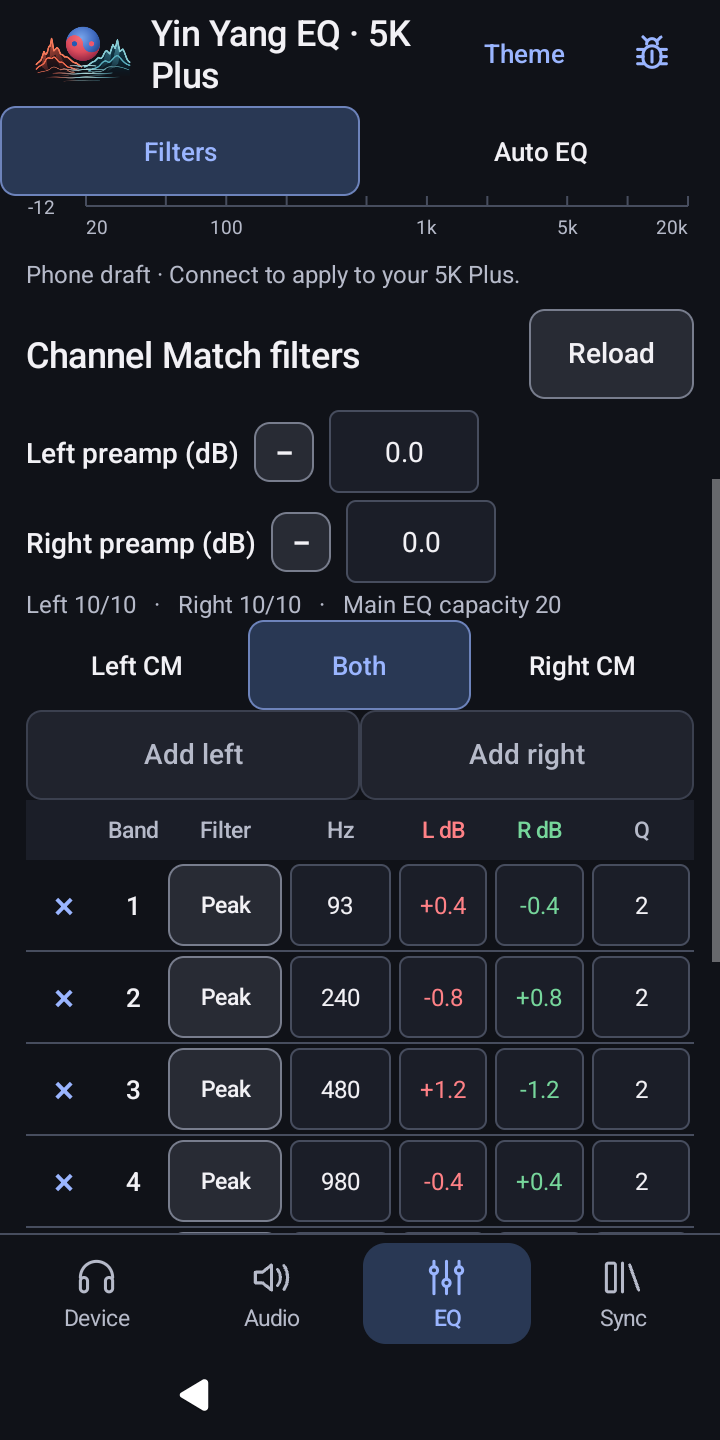 Yin Yang EQ · 5K
Plus
Theme
Filters
Auto EQ
-12
20 100 1k 5k 20k
Phone draft · Connect to apply to your 5K Plus.
Channel Match filters
Reload
Left preamp (dB) − 0.0
Right preamp (dB) − 0.0
Left 10/10 · Right 10/10 · Main EQ capacity 20
Left CM Both Right CM
Add left Add right
Band Filter Hz L dB R dB Q
× 1 Peak 93 +0.4 -0.4 2
× 2 Peak 240 -0.8 +0.8 2
× 3 Peak 480 +1.2 -1.2 2
× 4 Peak 980 -0.4 +0.4 2
Device Audio EQ Sync